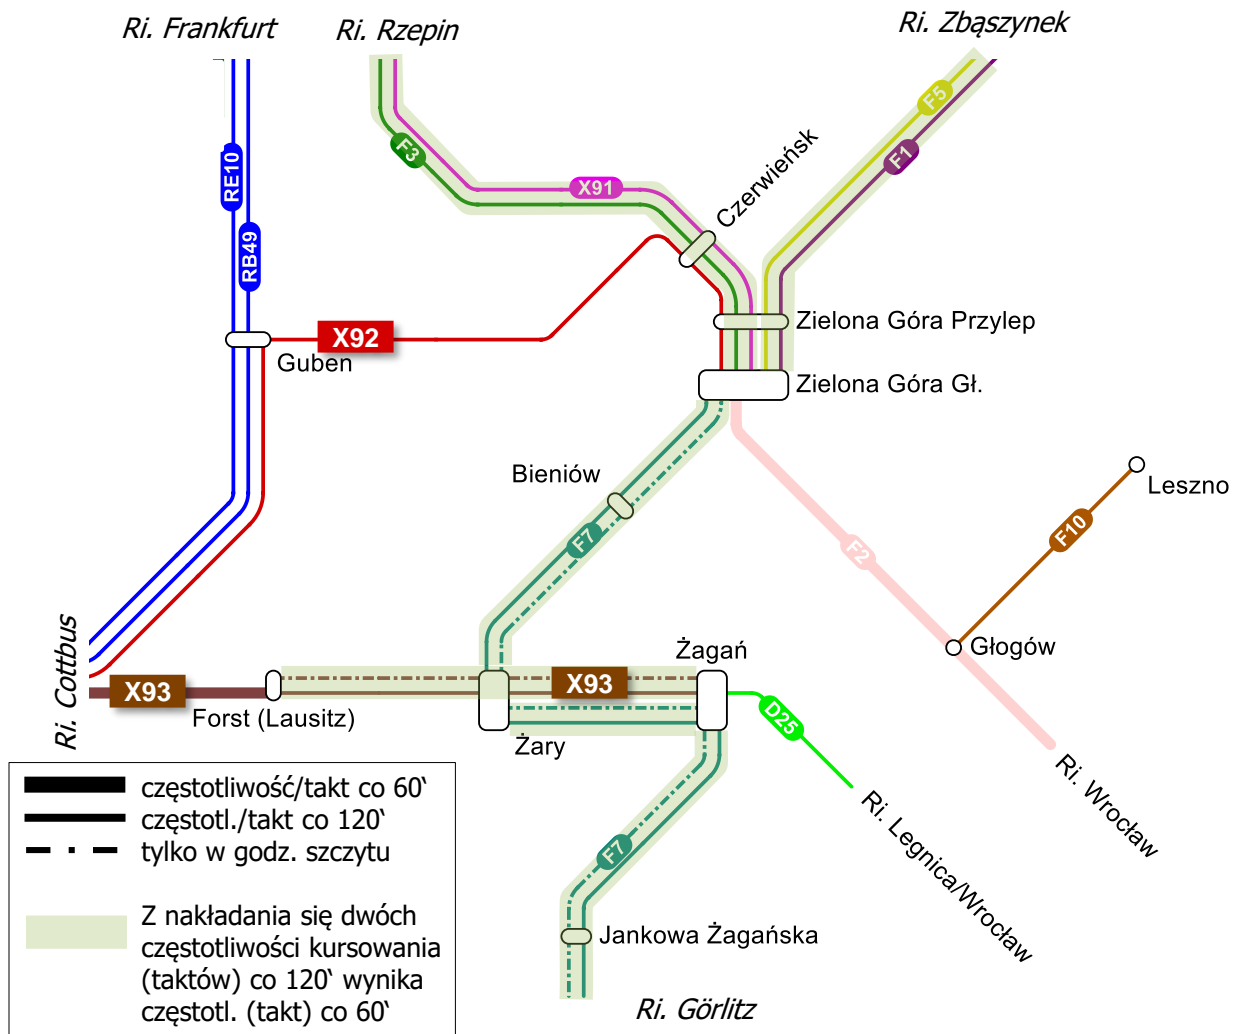 Ri. Frankfurt
Ri. Rzepin
Ri. Zbąszynek
F5
F3
F1
RE10
X91
Czerwieńsk
RB49
X92
Guben
Zielona Góra Przylep
Zielona Góra Gł.
Bieniów
Leszno
F7
F2
F10
Ri. Cottbus
Głogów
Żagań
X93
X93
Forst (Lausitz)
Żary
D25
Ri. Wrocław
Ri. Legnica/Wrocław
F7
Jankowa Żagańska
Ri. Görlitz
częstotliwość/takt co 60‘
częstotl./takt co 120‘
tylko w godz. szczytu
Z nakładania się dwóch
częstotliwości kursowania
(taktów) co 120‘ wynika
częstotl. (takt) co 60‘